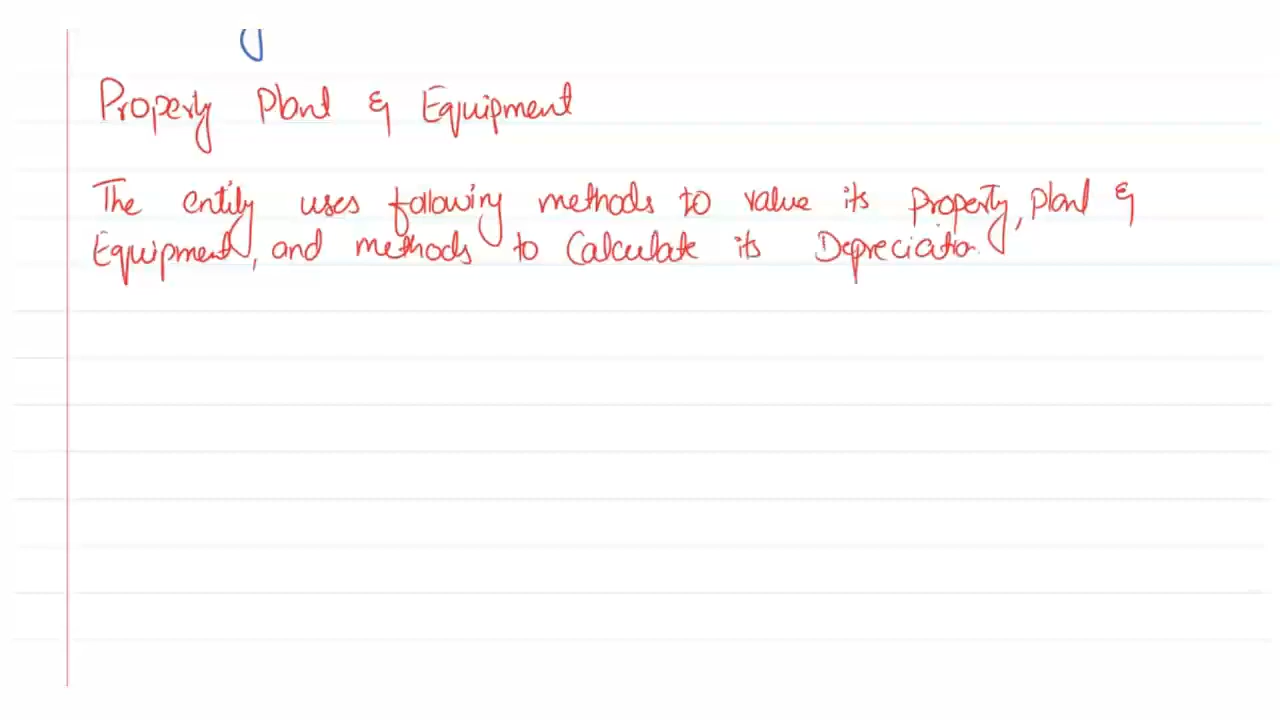 Property Plant & Equipment
The entity uses following methods to value its Property, Plant &
Equipment, and methods to Calculate its Depreciation